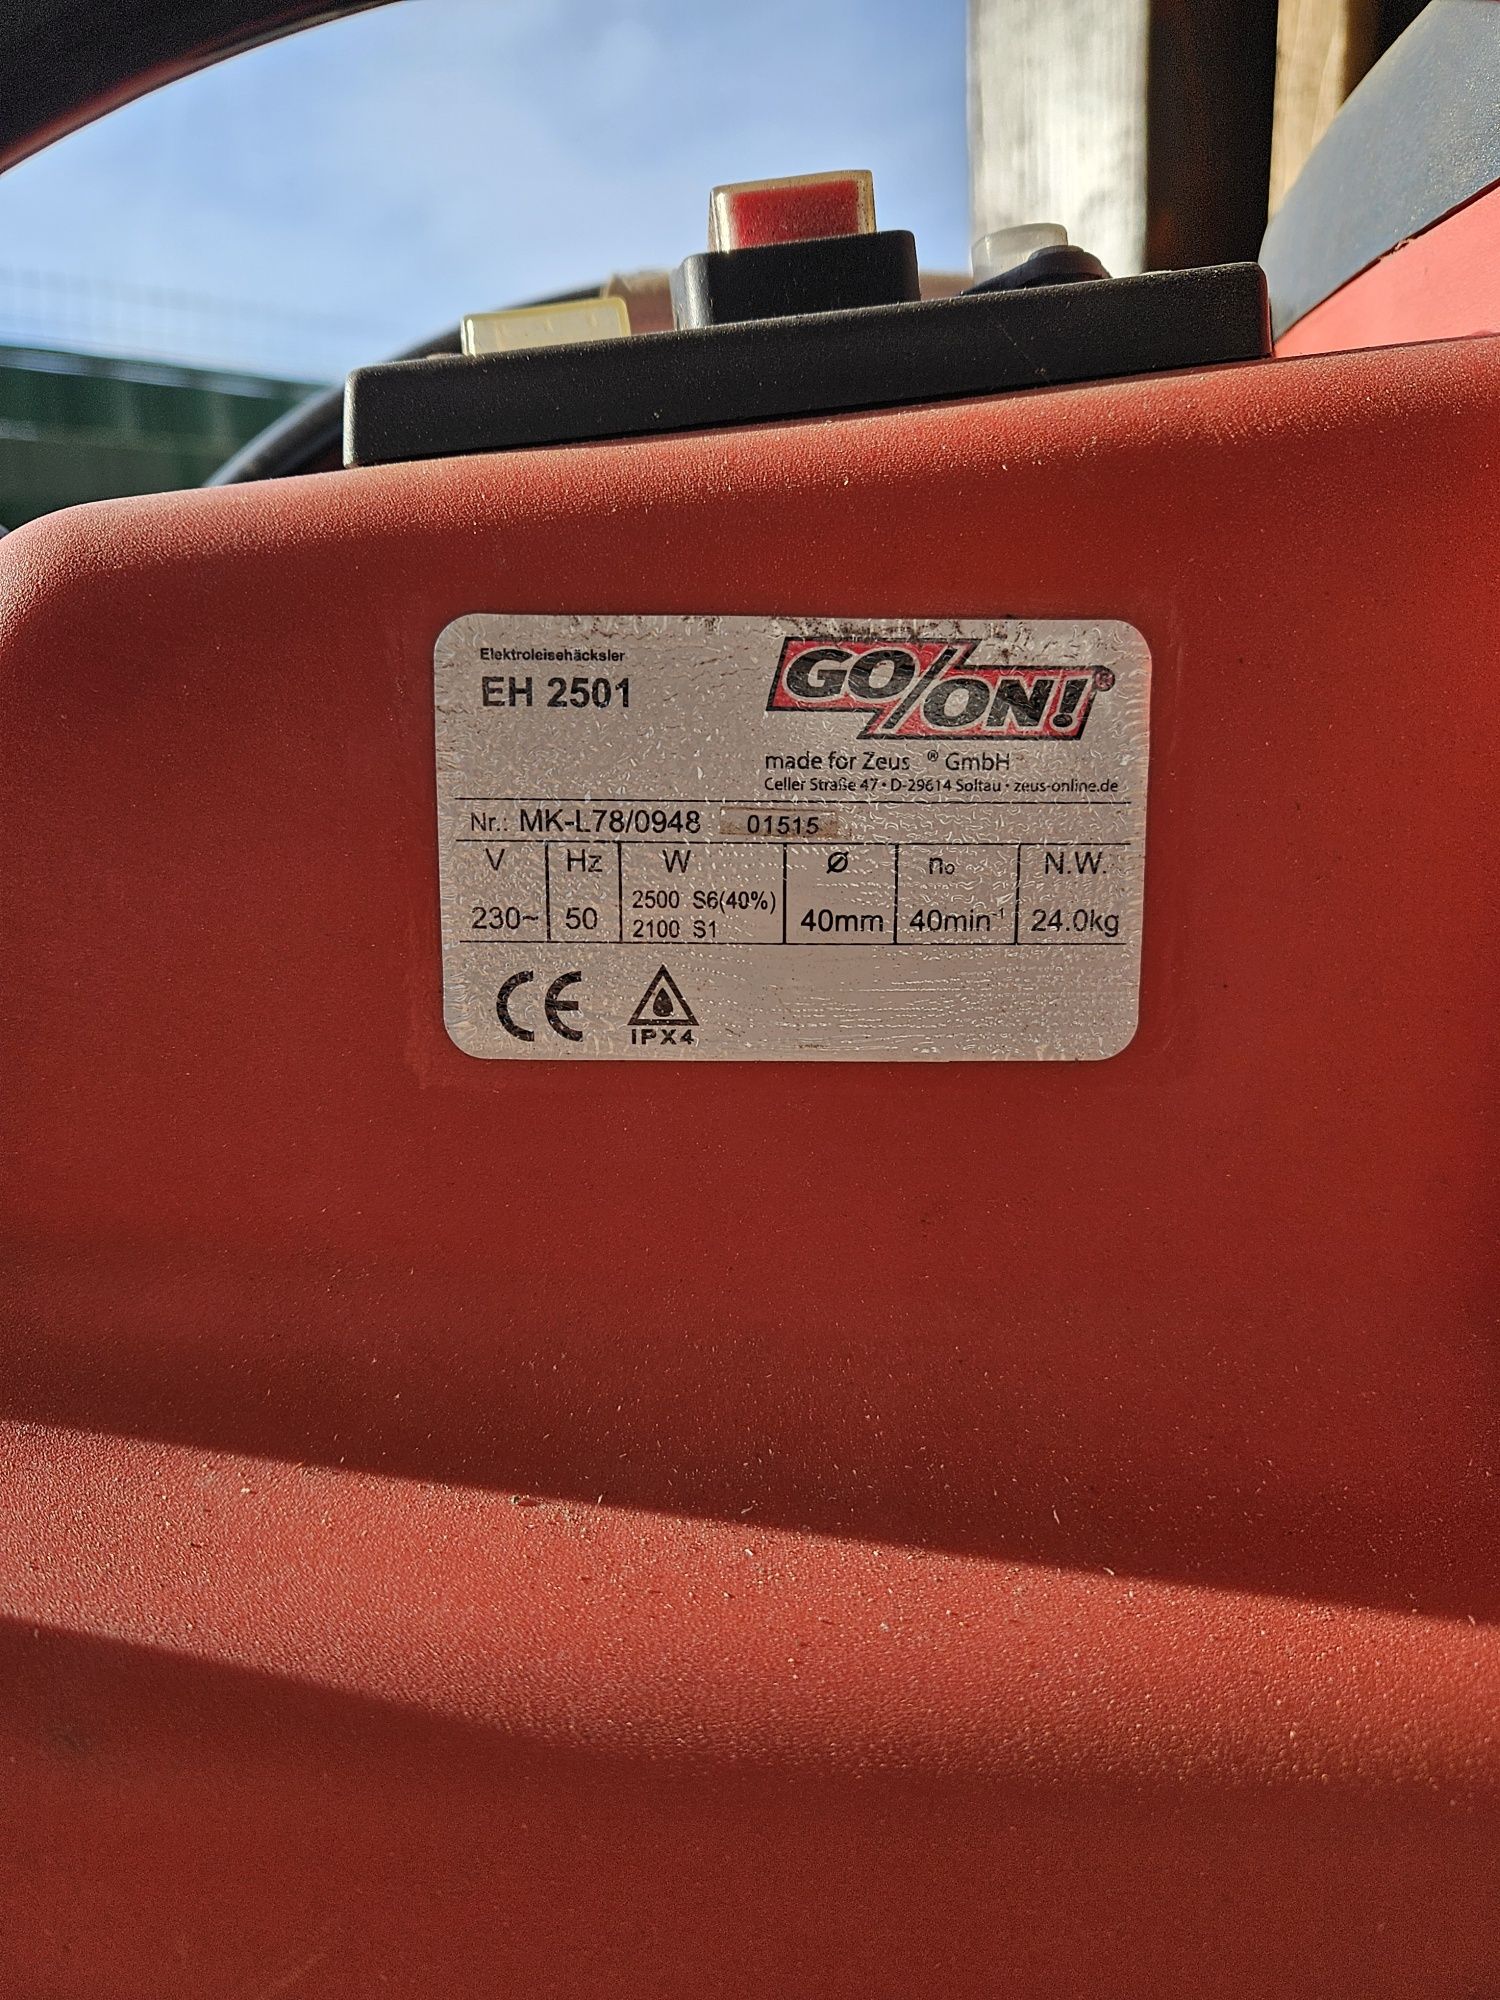 Elektroleisehäcksler
EH 2501
GO/ON!®
made for Zeus ® GmbH
Celler Straße 47 • D-29614 Soltau • zeus-online.de
Nr.: MK-L78/0948 01515
V Hz W Ø n₀ N.W.
230~ 50 2500 S6(40%) 40mm 40min⁻¹ 24.0kg
2100 S1
CE
IPX4